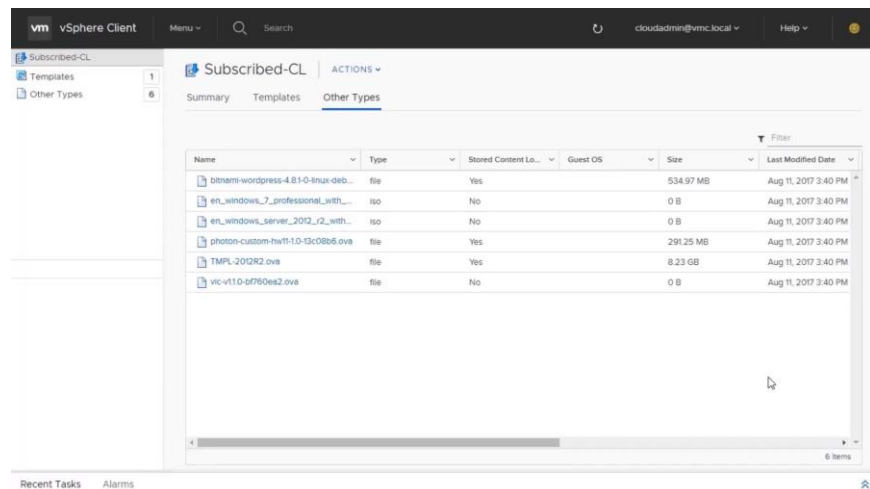 vm vSphere Client Menu Search cloudadmin@vmc.local Help
Subscribed-CL
Templates 1
Other Types 6
Subscribed-CL ACTIONS
Summary Templates Other Types
Filter
Name Type Stored Content Lo... Guest OS Size Last Modified Date
bitnami-wordpress-4.8.1-0-linux-deb... file Yes 534.97 MB Aug 11, 2017 3:40 PM
en_windows_7_professional_with_... iso No 0 B Aug 11, 2017 3:40 PM
en_windows_server_2012_r2_with... iso No 0 B Aug 11, 2017 3:40 PM
photon-custom-hw11-1.0-13c08b6.ova file Yes 291.25 MB Aug 11, 2017 3:40 PM
TMPL-2012R2.ova file Yes 8.23 GB Aug 11, 2017 3:40 PM
vic-v1.1.0-bf760ea2.ova file No 0 B Aug 11, 2017 3:40 PM
6 items
Recent Tasks Alarms